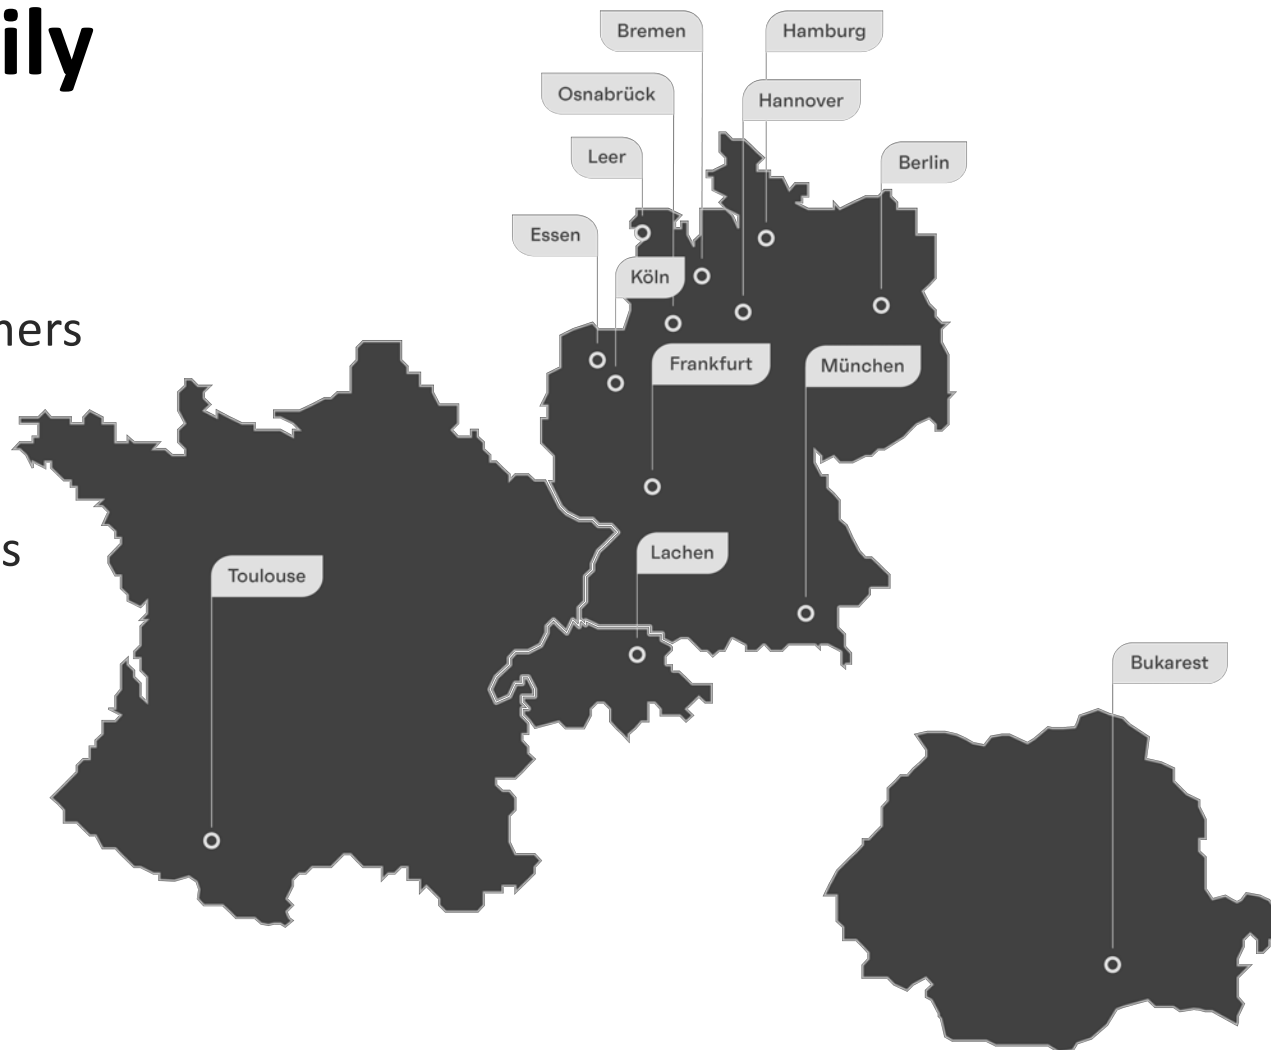 ily
Bremen
Hamburg
Osnabrück
Hannover
Leer
Berlin
Essen
Köln
ners
Frankfurt
München
s
Lachen
Toulouse
Bukarest